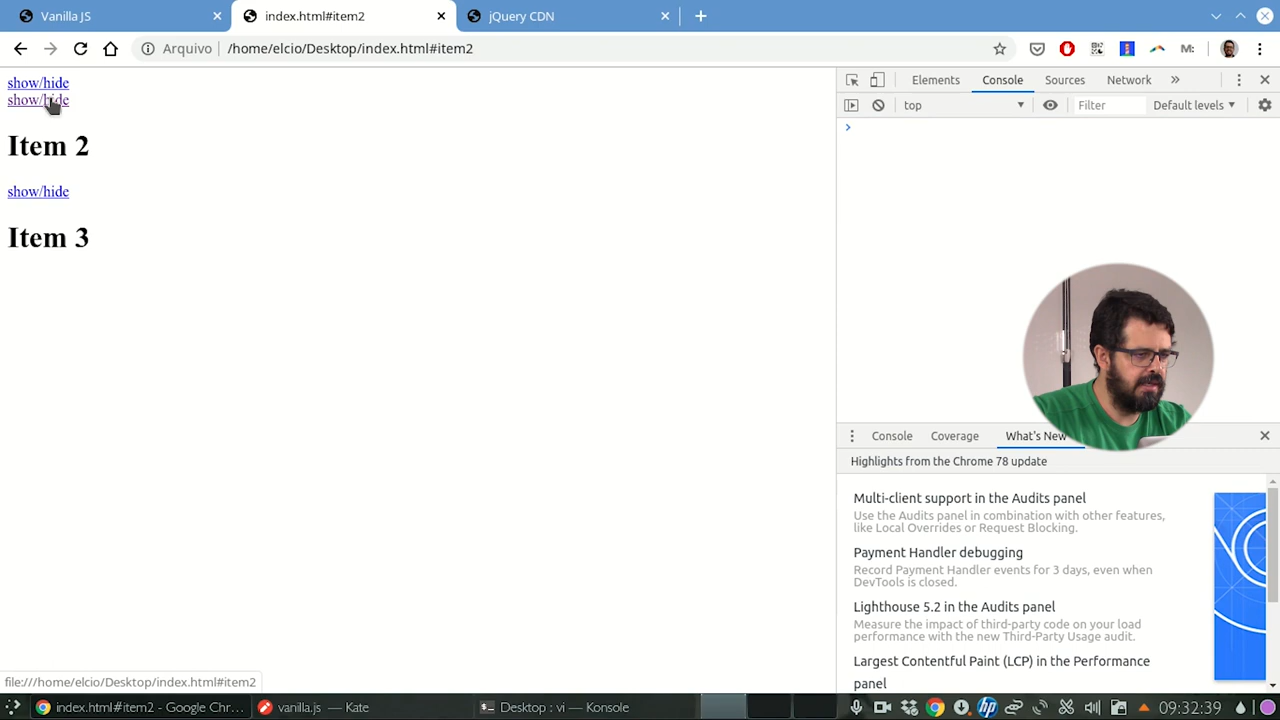 Vanilla JS
index.html#item2
jQuery CDN
Arquivo
/home/elcio/Desktop/index.html#item2
M:
show/hide
show/hide
Item 2
show/hide
Item 3
Elements
Console
Sources
Network
top
Filter
Default levels
Console
Coverage
What's New
Highlights from the Chrome 78 update
Multi-client support in the Audits panel
Use the Audits panel in combination with other features,
like Local Overrides or Request Blocking.
Payment Handler debugging
Record Payment Handler events for 3 days, even when
DevTools is closed.
Lighthouse 5.2 in the Audits panel
Measure the impact of third-party code on your load
performance with the new Third-Party Usage audit.
Largest Contentful Paint (LCP) in the Performance
panel
file:///home/elcio/Desktop/index.html#item2
index.html#item2 - Google Chr...
vanilla.js — Kate
Desktop : vi — Konsole
hp
09:32:39